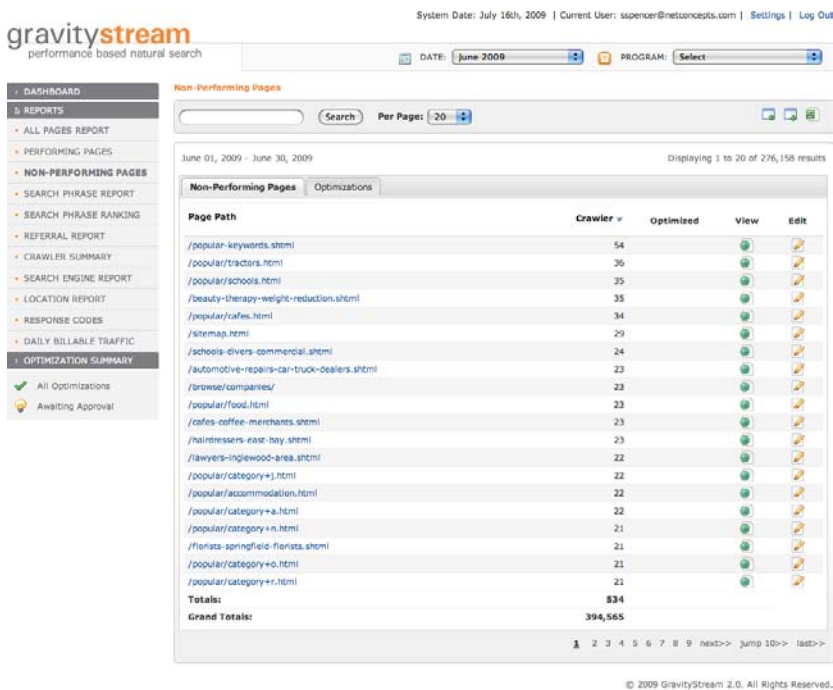 System Date: July 16th, 2009 | Current User: sspencer@netconcepts.com | Settings | Log Out
gravitystream
performance based natural search
DATE: June 2009 PROGRAM: Select
DASHBOARD
REPORTS
ALL PAGES REPORT
PERFORMING PAGES
NON-PERFORMING PAGES
SEARCH PHRASE REPORT
SEARCH PHRASE RANKING
REFERRAL REPORT
CRAWLER SUMMARY
SEARCH ENGINE REPORT
LOCATION REPORT
RESPONSE CODES
DAILY BILLABLE TRAFFIC
OPTIMIZATION SUMMARY
All Optimizations
Awaiting Approval
Non-Performing Pages
Search Per Page: 20
June 01, 2009 - June 30, 2009 Displaying 1 to 20 of 276,158 results
Non-Performing Pages Optimizations
Page Path Crawler Optimized View Edit
/popular-keywords.shtml 54
/popular/tractors.html 36
/popular/schools.html 35
/beauty-therapy-weight-reduction.shtml 35
/popular/cafes.html 34
/sitemap.html 29
/schools-divers-commercial.shtml 24
/automotive-repairs-car-truck-dealers.shtml 23
/browse/companies/ 23
/popular/food.html 23
/cafes-coffee-merchants.shtml 23
/hairdressers-east-bay.shtml 23
/lawyers-inglewood-area.shtml 22
/popular/category+j.html 22
/popular/accommodation.html 22
/popular/category+a.html 22
/popular/category+n.html 21
/florists-springfield-florists.shtml 21
/popular/category+o.html 21
/popular/category+r.html 21
Totals: 534
Grand Totals: 394,565
1 2 3 4 5 6 7 8 9 next>> jump 10>> last>>
© 2009 GravityStream 2.0. All Rights Reserved.